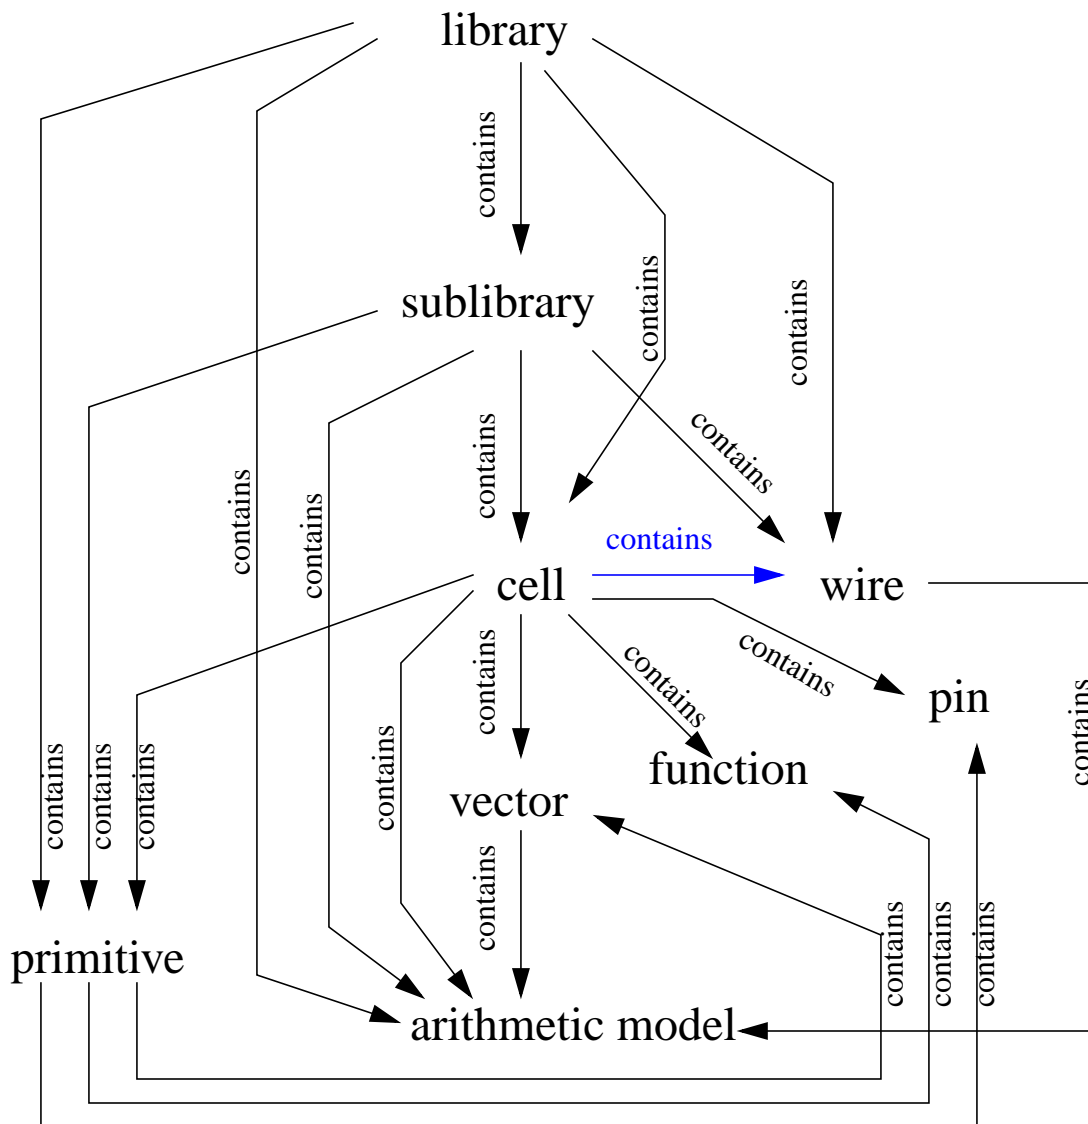 library
contains
contains
contains
sublibrary
contains
contains
contains
contains
contains
contains
cell
wire
contains
contains
contains
pin
contains
function
contains
vector
contains
contains
contains
contains
contains
contains
contains
primitive
arithmetic model